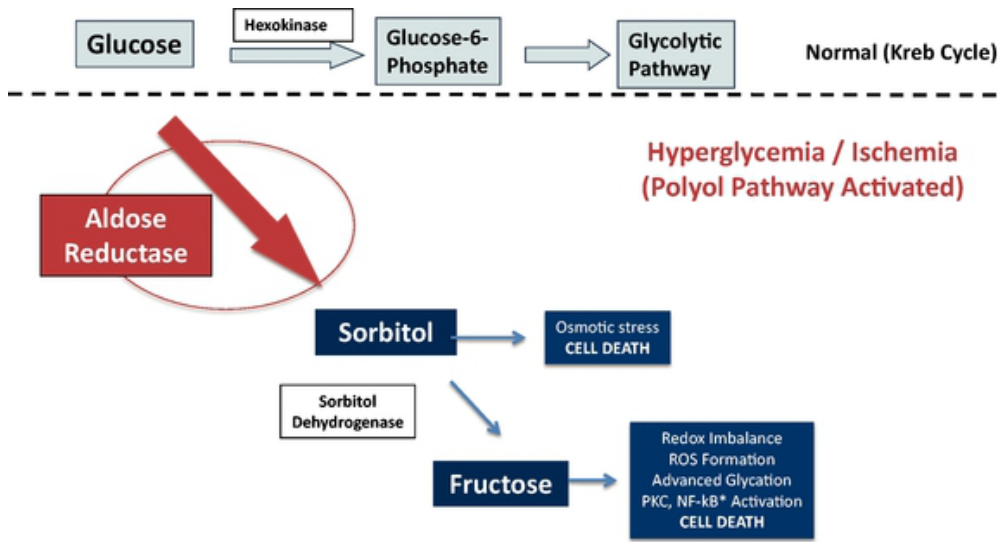 Glucose
Hexokinase
Glucose-6-
Phosphate
Glycolytic
Pathway
Normal (Kreb Cycle)
Hyperglycemia / Ischemia
(Polyol Pathway Activated)
Aldose
Reductase
Sorbitol
Osmotic stress
CELL DEATH
Sorbitol
Dehydrogenase
Fructose
Redox Imbalance
ROS Formation
Advanced Glycation
PKC, NF-kB* Activation
CELL DEATH